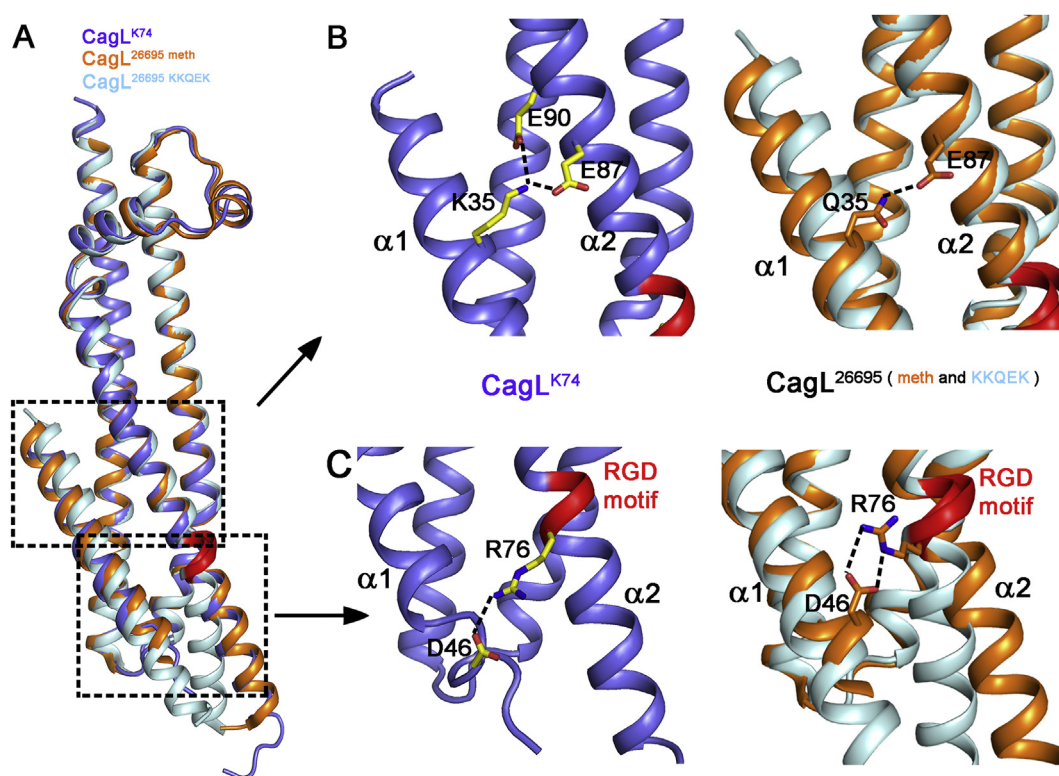 A
CagL^K74
CagL^26695 meth
CagL^26695 KKQEK
B
E90
E87
K35
α1
α2
E87
Q35
α1
α2
CagL^K74
CagL^26695 ( meth and KKQEK )
C
RGD
motif
R76
α1
α2
D46
RGD
motif
R76
α1
α2
D46